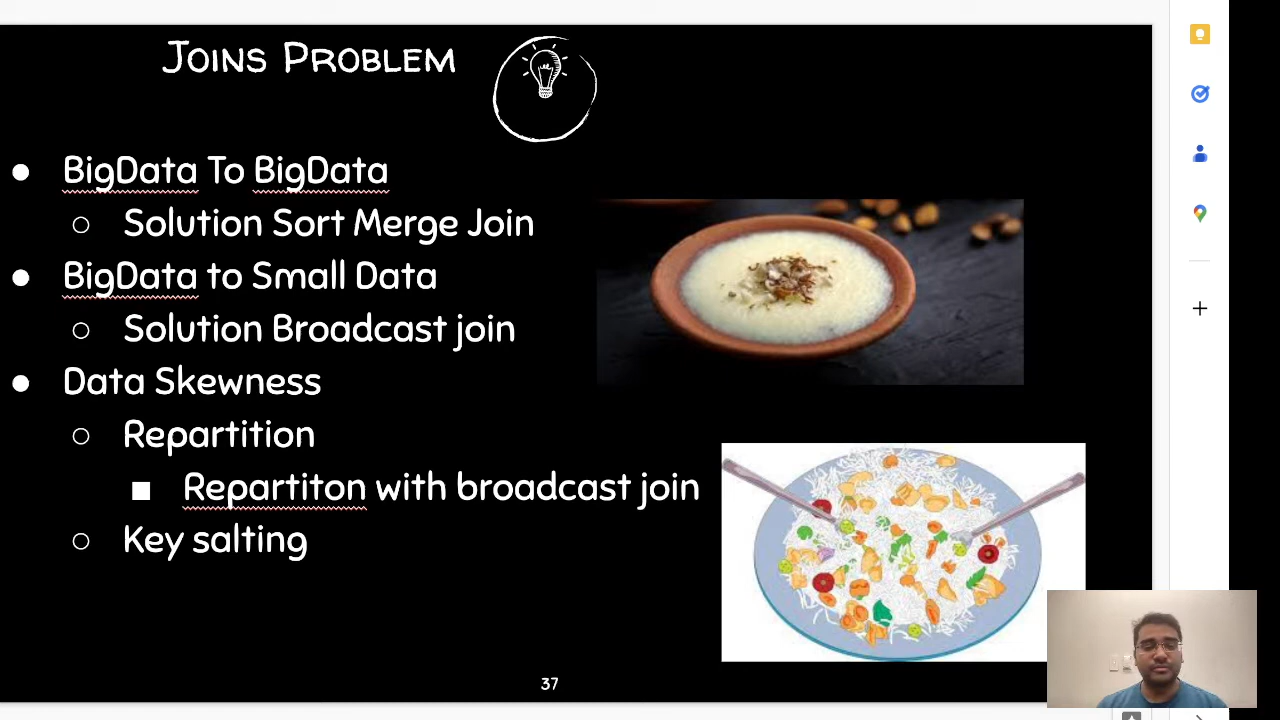 Joins Problem
BigData To BigData
Solution Sort Merge Join
BigData to Small Data
Solution Broadcast join
Data Skewness
Repartition
Repartiton with broadcast join
Key salting
37